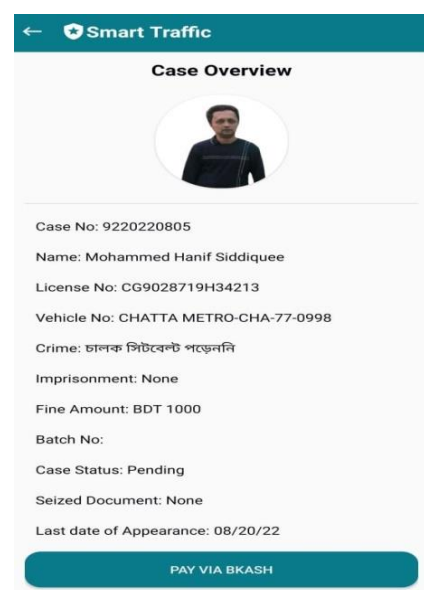 Smart Traffic
Case Overview
Case No: 9220220805
Name: Mohammed Hanif Siddiquee
License No: CG9028719H34213
Vehicle No: CHATTA METRO-CHA-77-0998
Crime: চালক সিটবেল্ট পড়েননি
Imprisonment: None
Fine Amount: BDT 1000
Batch No:
Case Status: Pending
Seized Document: None
Last date of Appearance: 08/20/22
PAY VIA BKASH